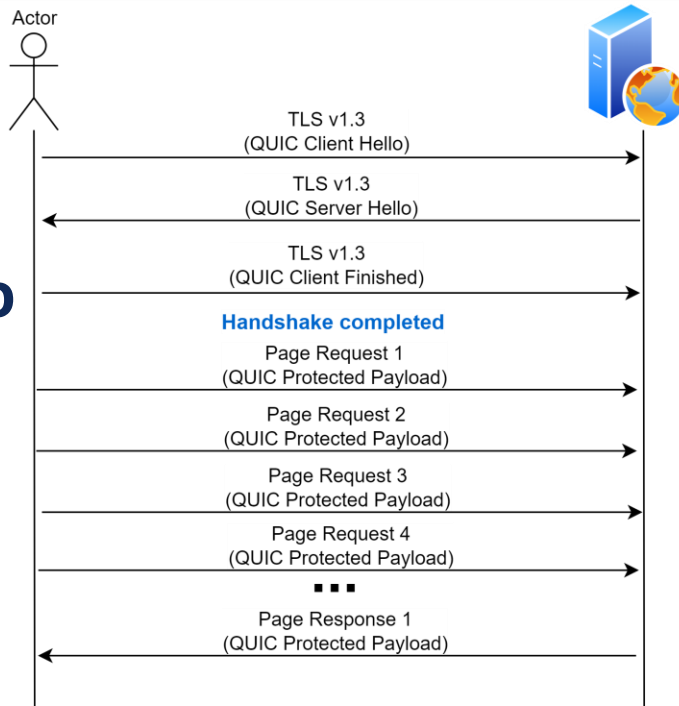 Actor
TLS v1.3
(QUIC Client Hello)
TLS v1.3
(QUIC Server Hello)
TLS v1.3
(QUIC Client Finished)
Handshake completed
Page Request 1
(QUIC Protected Payload)
Page Request 2
(QUIC Protected Payload)
Page Request 3
(QUIC Protected Payload)
Page Request 4
(QUIC Protected Payload)
...
Page Response 1
(QUIC Protected Payload)